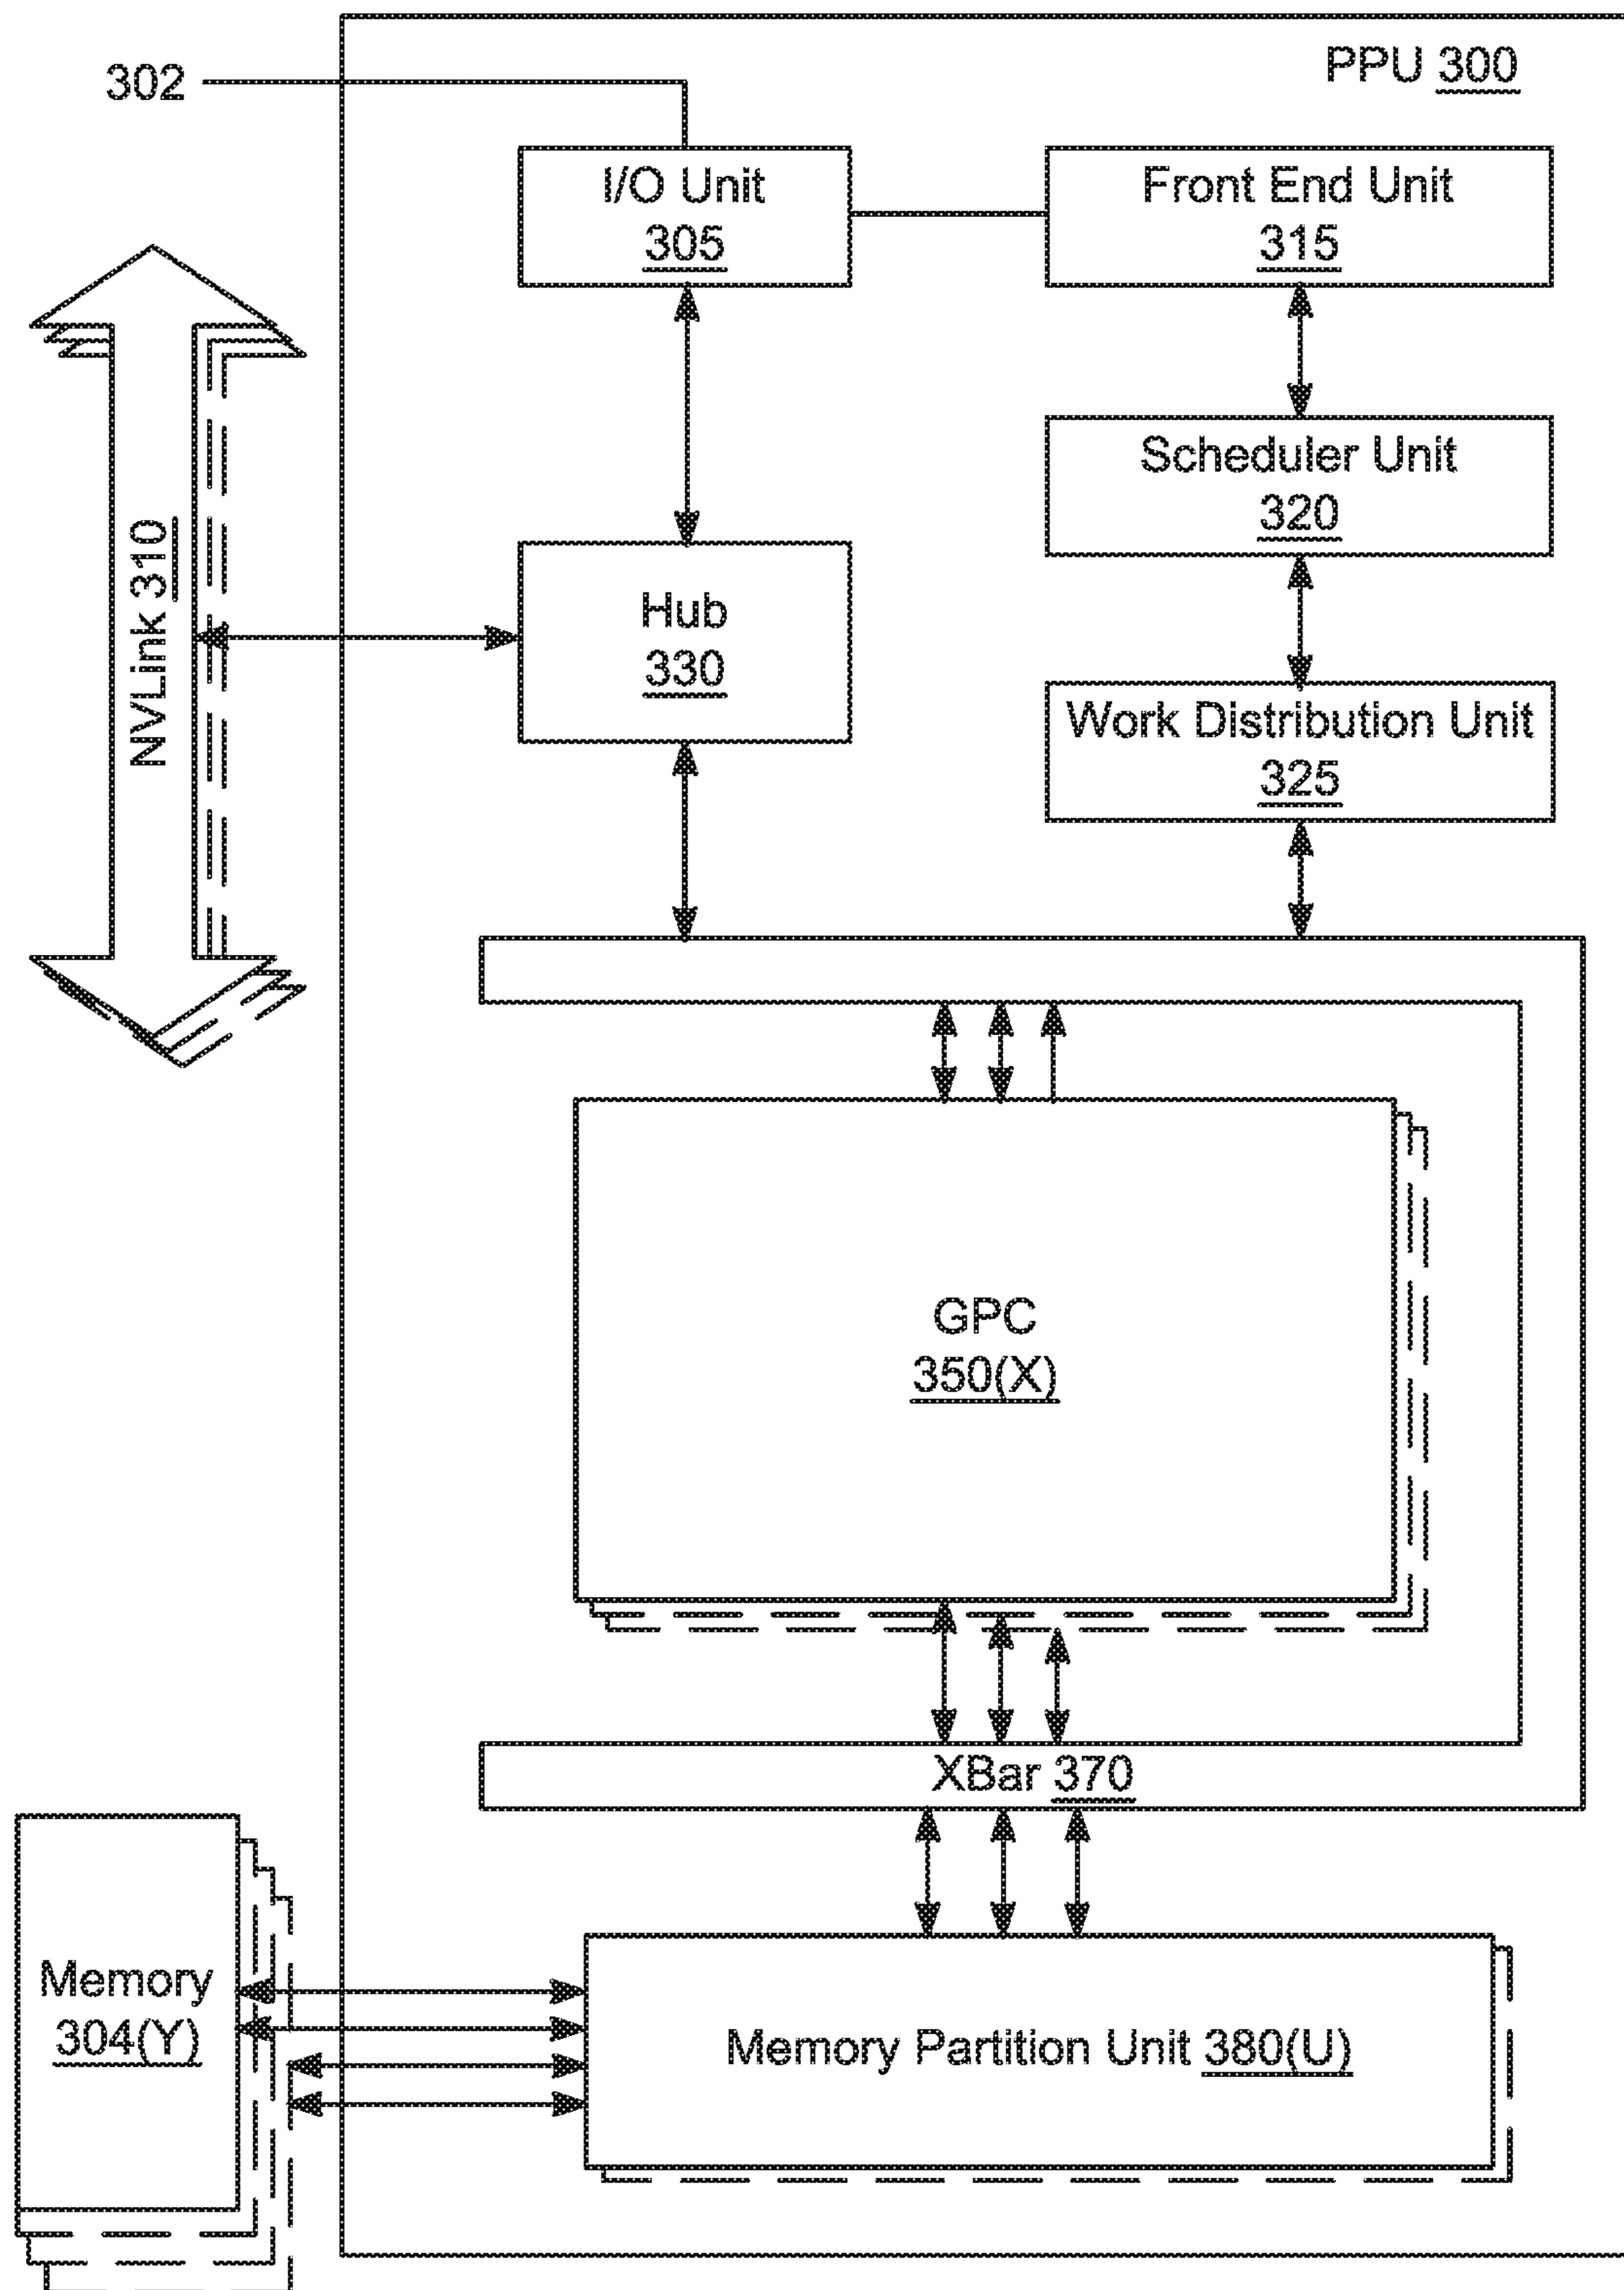 PPU 300
302
I/O Unit
305
Front End Unit
315
Scheduler Unit
320
NVLink 310
Hub
330
Work Distribution Unit
325
GPC
350(X)
XBar 370
Memory
304(Y)
Memory Partition Unit 380(U)